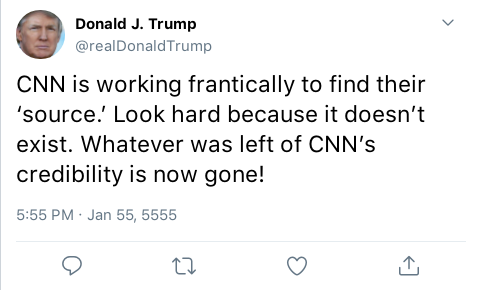 Donald J. Trump
@realDonaldTrump
CNN is working frantically to find their
‘source.’ Look hard because it doesn’t
exist. Whatever was left of CNN’s
credibility is now gone!
5:55 PM · Jan 55, 5555